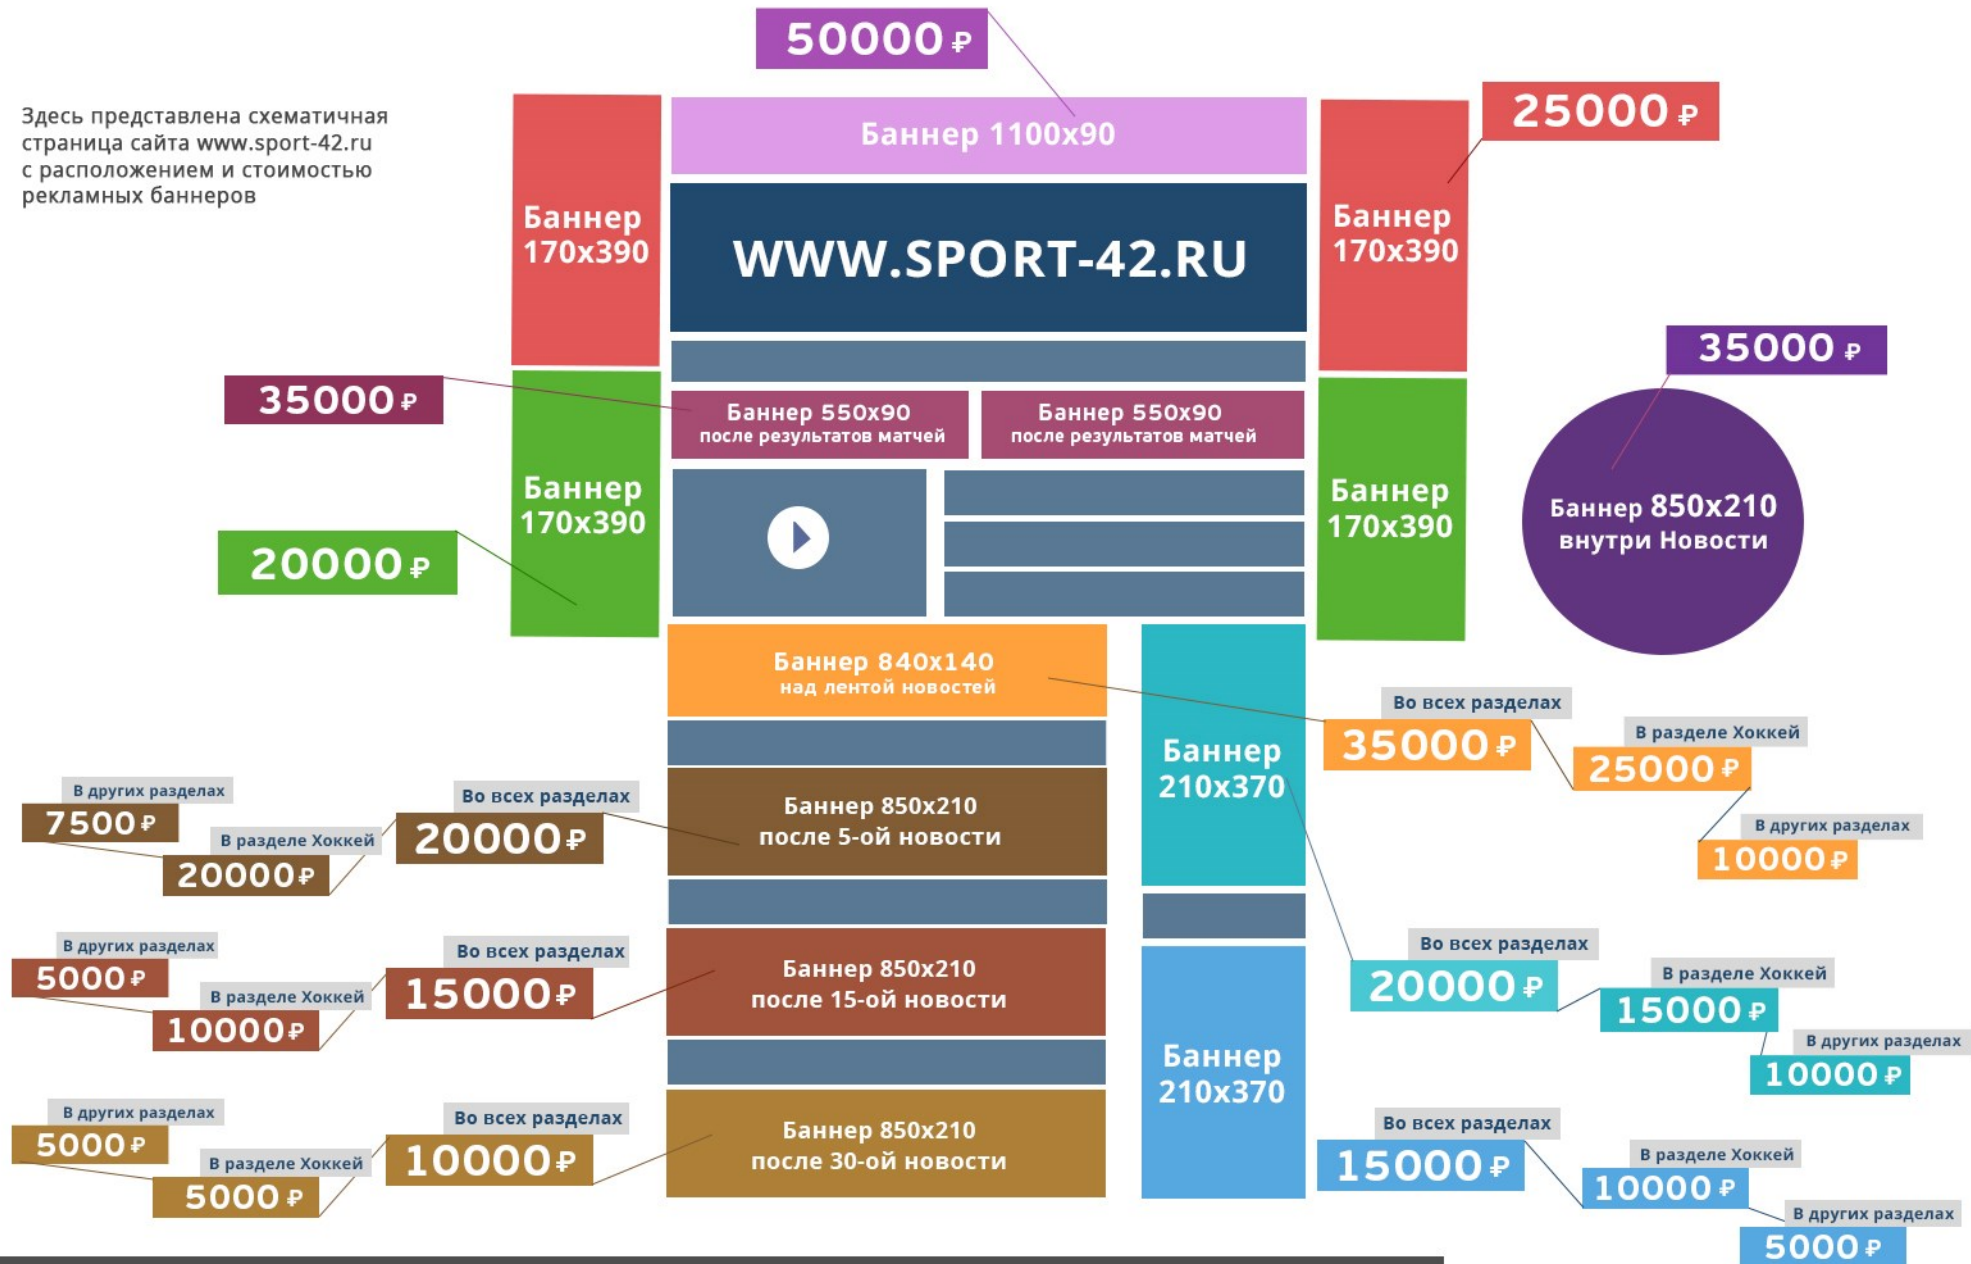 50000 ₽
Здесь представлена схематичная
страница сайта www.sport-42.ru
с расположением и стоимостью
рекламных баннеров
Баннер 1100x90
25000 ₽
Баннер
170x390
WWW.SPORT-42.RU
Баннер
170x390
35000 ₽
35000 ₽
Баннер 550x90
после результатов матчей
Баннер 550x90
после результатов матчей
Баннер
170x390
Баннер
170x390
Баннер 850x210
внутри Новости
20000 ₽
Баннер 840x140
над лентой новостей
Во всех разделах
35000 ₽
В разделе Хоккей
25000 ₽
В других разделах
10000 ₽
Баннер
210x370
В других разделах
7500 ₽
В разделе Хоккей
20000 ₽
Во всех разделах
20000 ₽
Баннер 850x210
после 5-ой новости
В других разделах
5000 ₽
В разделе Хоккей
10000 ₽
Во всех разделах
15000 ₽
Баннер 850x210
после 15-ой новости
Во всех разделах
20000 ₽
В разделе Хоккей
15000 ₽
В других разделах
10000 ₽
Баннер
210x370
В других разделах
5000 ₽
В разделе Хоккей
5000 ₽
Во всех разделах
10000 ₽
Баннер 850x210
после 30-ой новости
Во всех разделах
15000 ₽
В разделе Хоккей
10000 ₽
В других разделах
5000 ₽